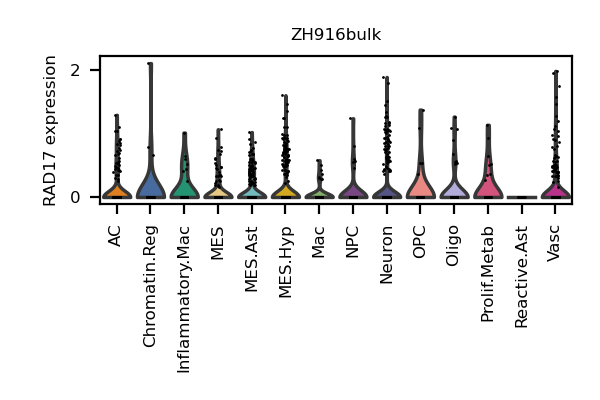 ZH916bulk
RAD17 expression
2
0
AC
Chromatin.Reg
Inflammatory.Mac
MES
MES.Ast
MES.Hyp
Mac
NPC
Neuron
OPC
Oligo
Prolif.Metab
Reactive.Ast
Vasc